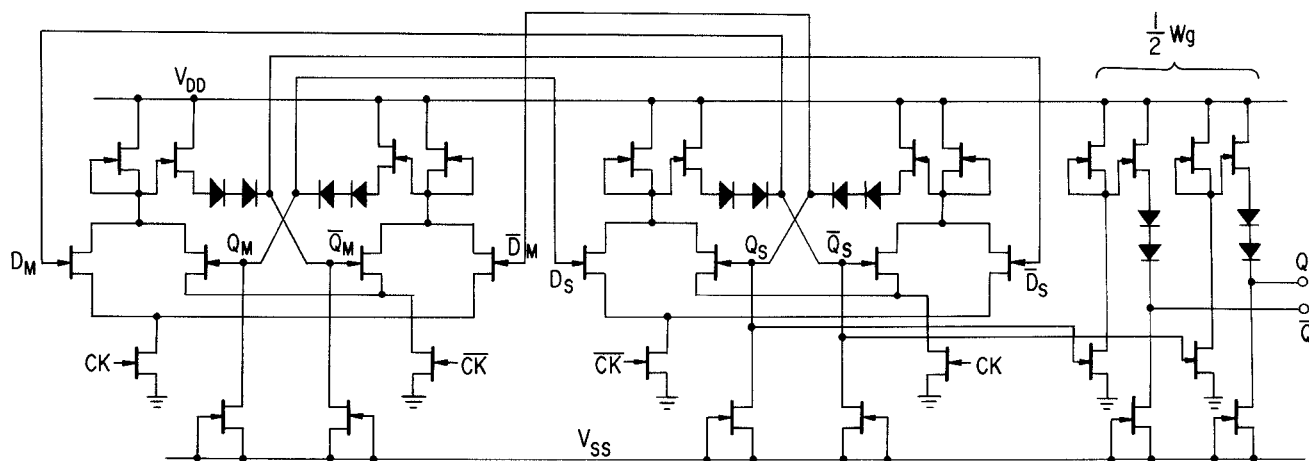 ½ Wg
V_DD
D_M
Q_M
Q̅_M
D̅_M
D_S
Q_S
Q̅_S
D̅_S
Q
Q̅
CK
C̅K̅
C̅K̅
CK
V_SS